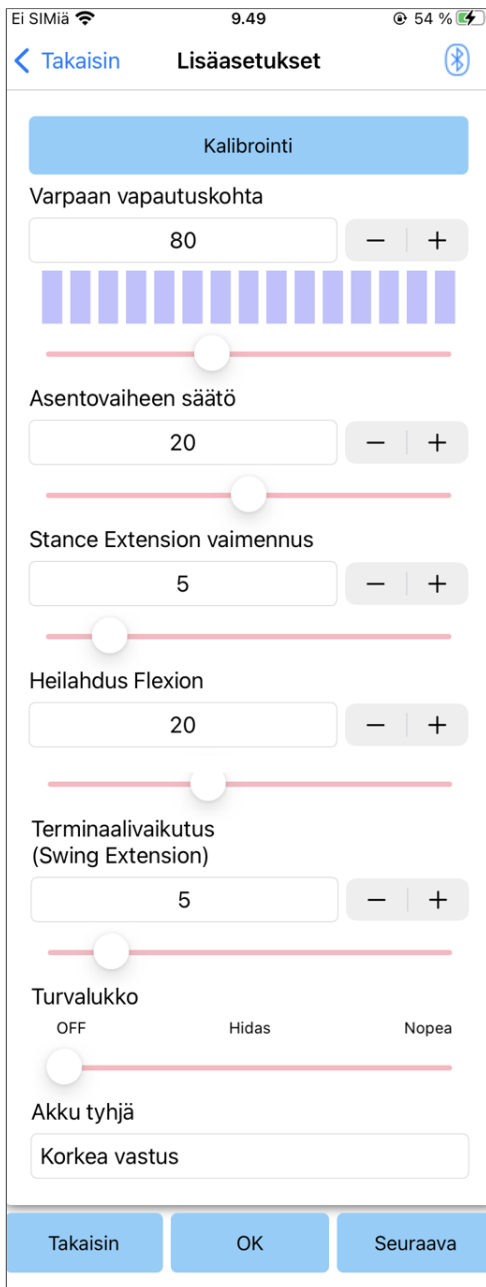 Ei SIMiä 9.49 54 %
Takaisin Lisäasetukset
Kalibrointi
Varpaan vapautuskohta
80 − +
Asentovaiheen säätö
20 − +
Stance Extension vaimennus
5 − +
Heilahdus Flexion
20 − +
Terminaalivaikutus
(Swing Extension)
5 − +
Turvalukko
OFF Hidas Nopea
Akku tyhjä
Korkea vastus
Takaisin OK Seuraava